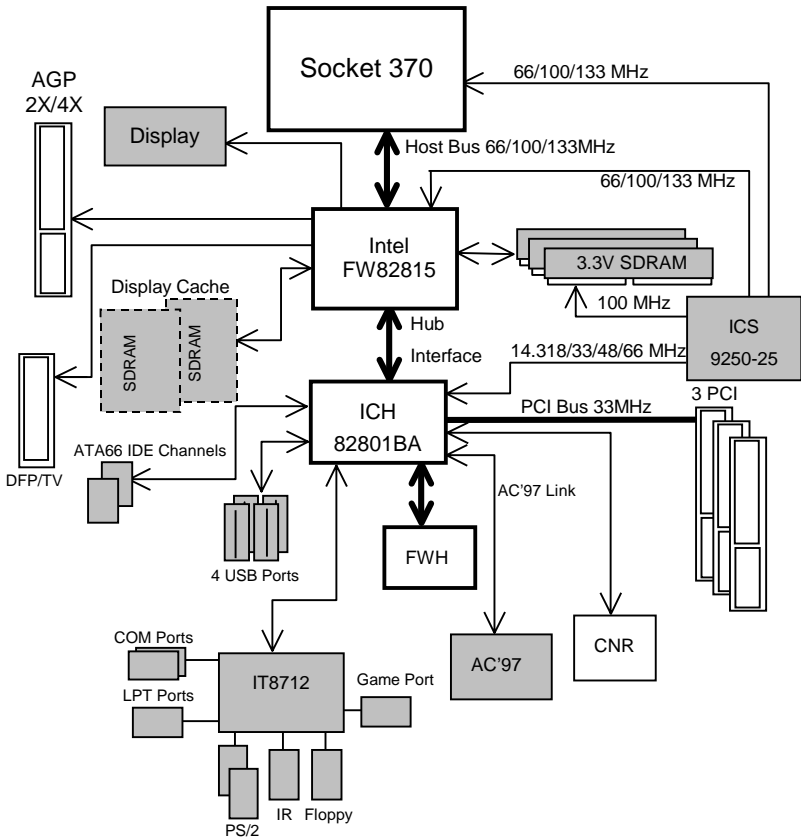 Socket 370
66/100/133 MHz
AGP
2X/4X
Display
Host Bus 66/100/133MHz
66/100/133 MHz
Intel
FW82815
3.3V SDRAM
Display Cache
SDRAM
SDRAM
100 MHz
ICS
9250-25
Hub
Interface
14.318/33/48/66 MHz
3 PCI
ICH
82801BA
PCI Bus 33MHz
DFP/TV
ATA66 IDE Channels
AC'97 Link
4 USB Ports
FWH
COM Ports
IT8712
Game Port
AC'97
CNR
LPT Ports
PS/2
IR
Floppy